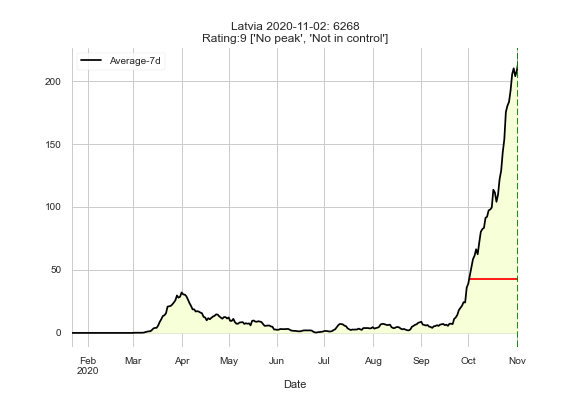 Latvia 2020-11-02: 6268
Rating:9 ['No peak', 'Not in control']
Average-7d
200
150
100
50
0
Feb Mar Apr May Jun Jul Aug Sep Oct Nov
2020
Date